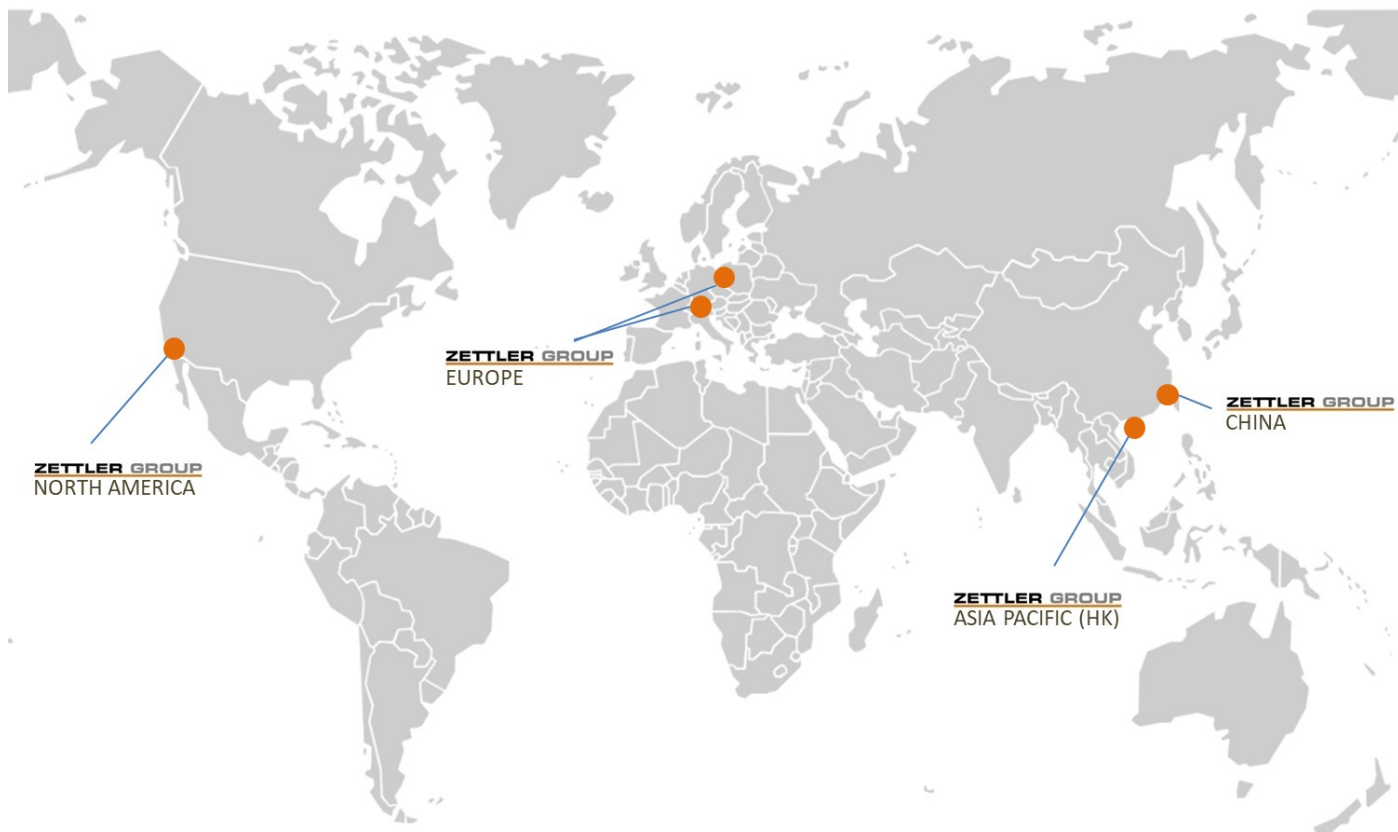 ZETTLER GROUP
EUROPE
ZETTLER GROUP
CHINA
ZETTLER GROUP
NORTH AMERICA
ZETTLER GROUP
ASIA PACIFIC (HK)